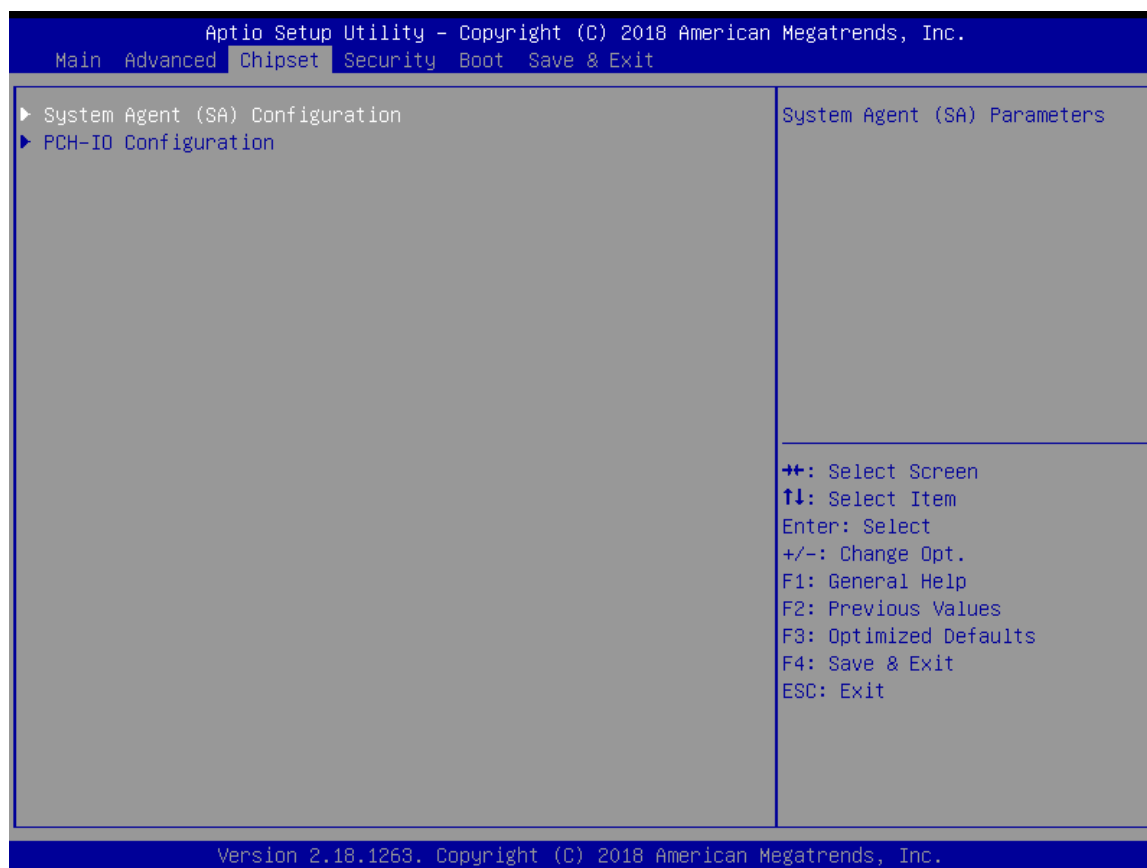 Aptio Setup Utility – Copyright (C) 2018 American Megatrends, Inc.
Main Advanced Chipset Security Boot Save & Exit
▶ System Agent (SA) Configuration
▶ PCH-IO Configuration
System Agent (SA) Parameters
→←: Select Screen
↑↓: Select Item
Enter: Select
+/-: Change Opt.
F1: General Help
F2: Previous Values
F3: Optimized Defaults
F4: Save & Exit
ESC: Exit
Version 2.18.1263. Copyright (C) 2018 American Megatrends, Inc.